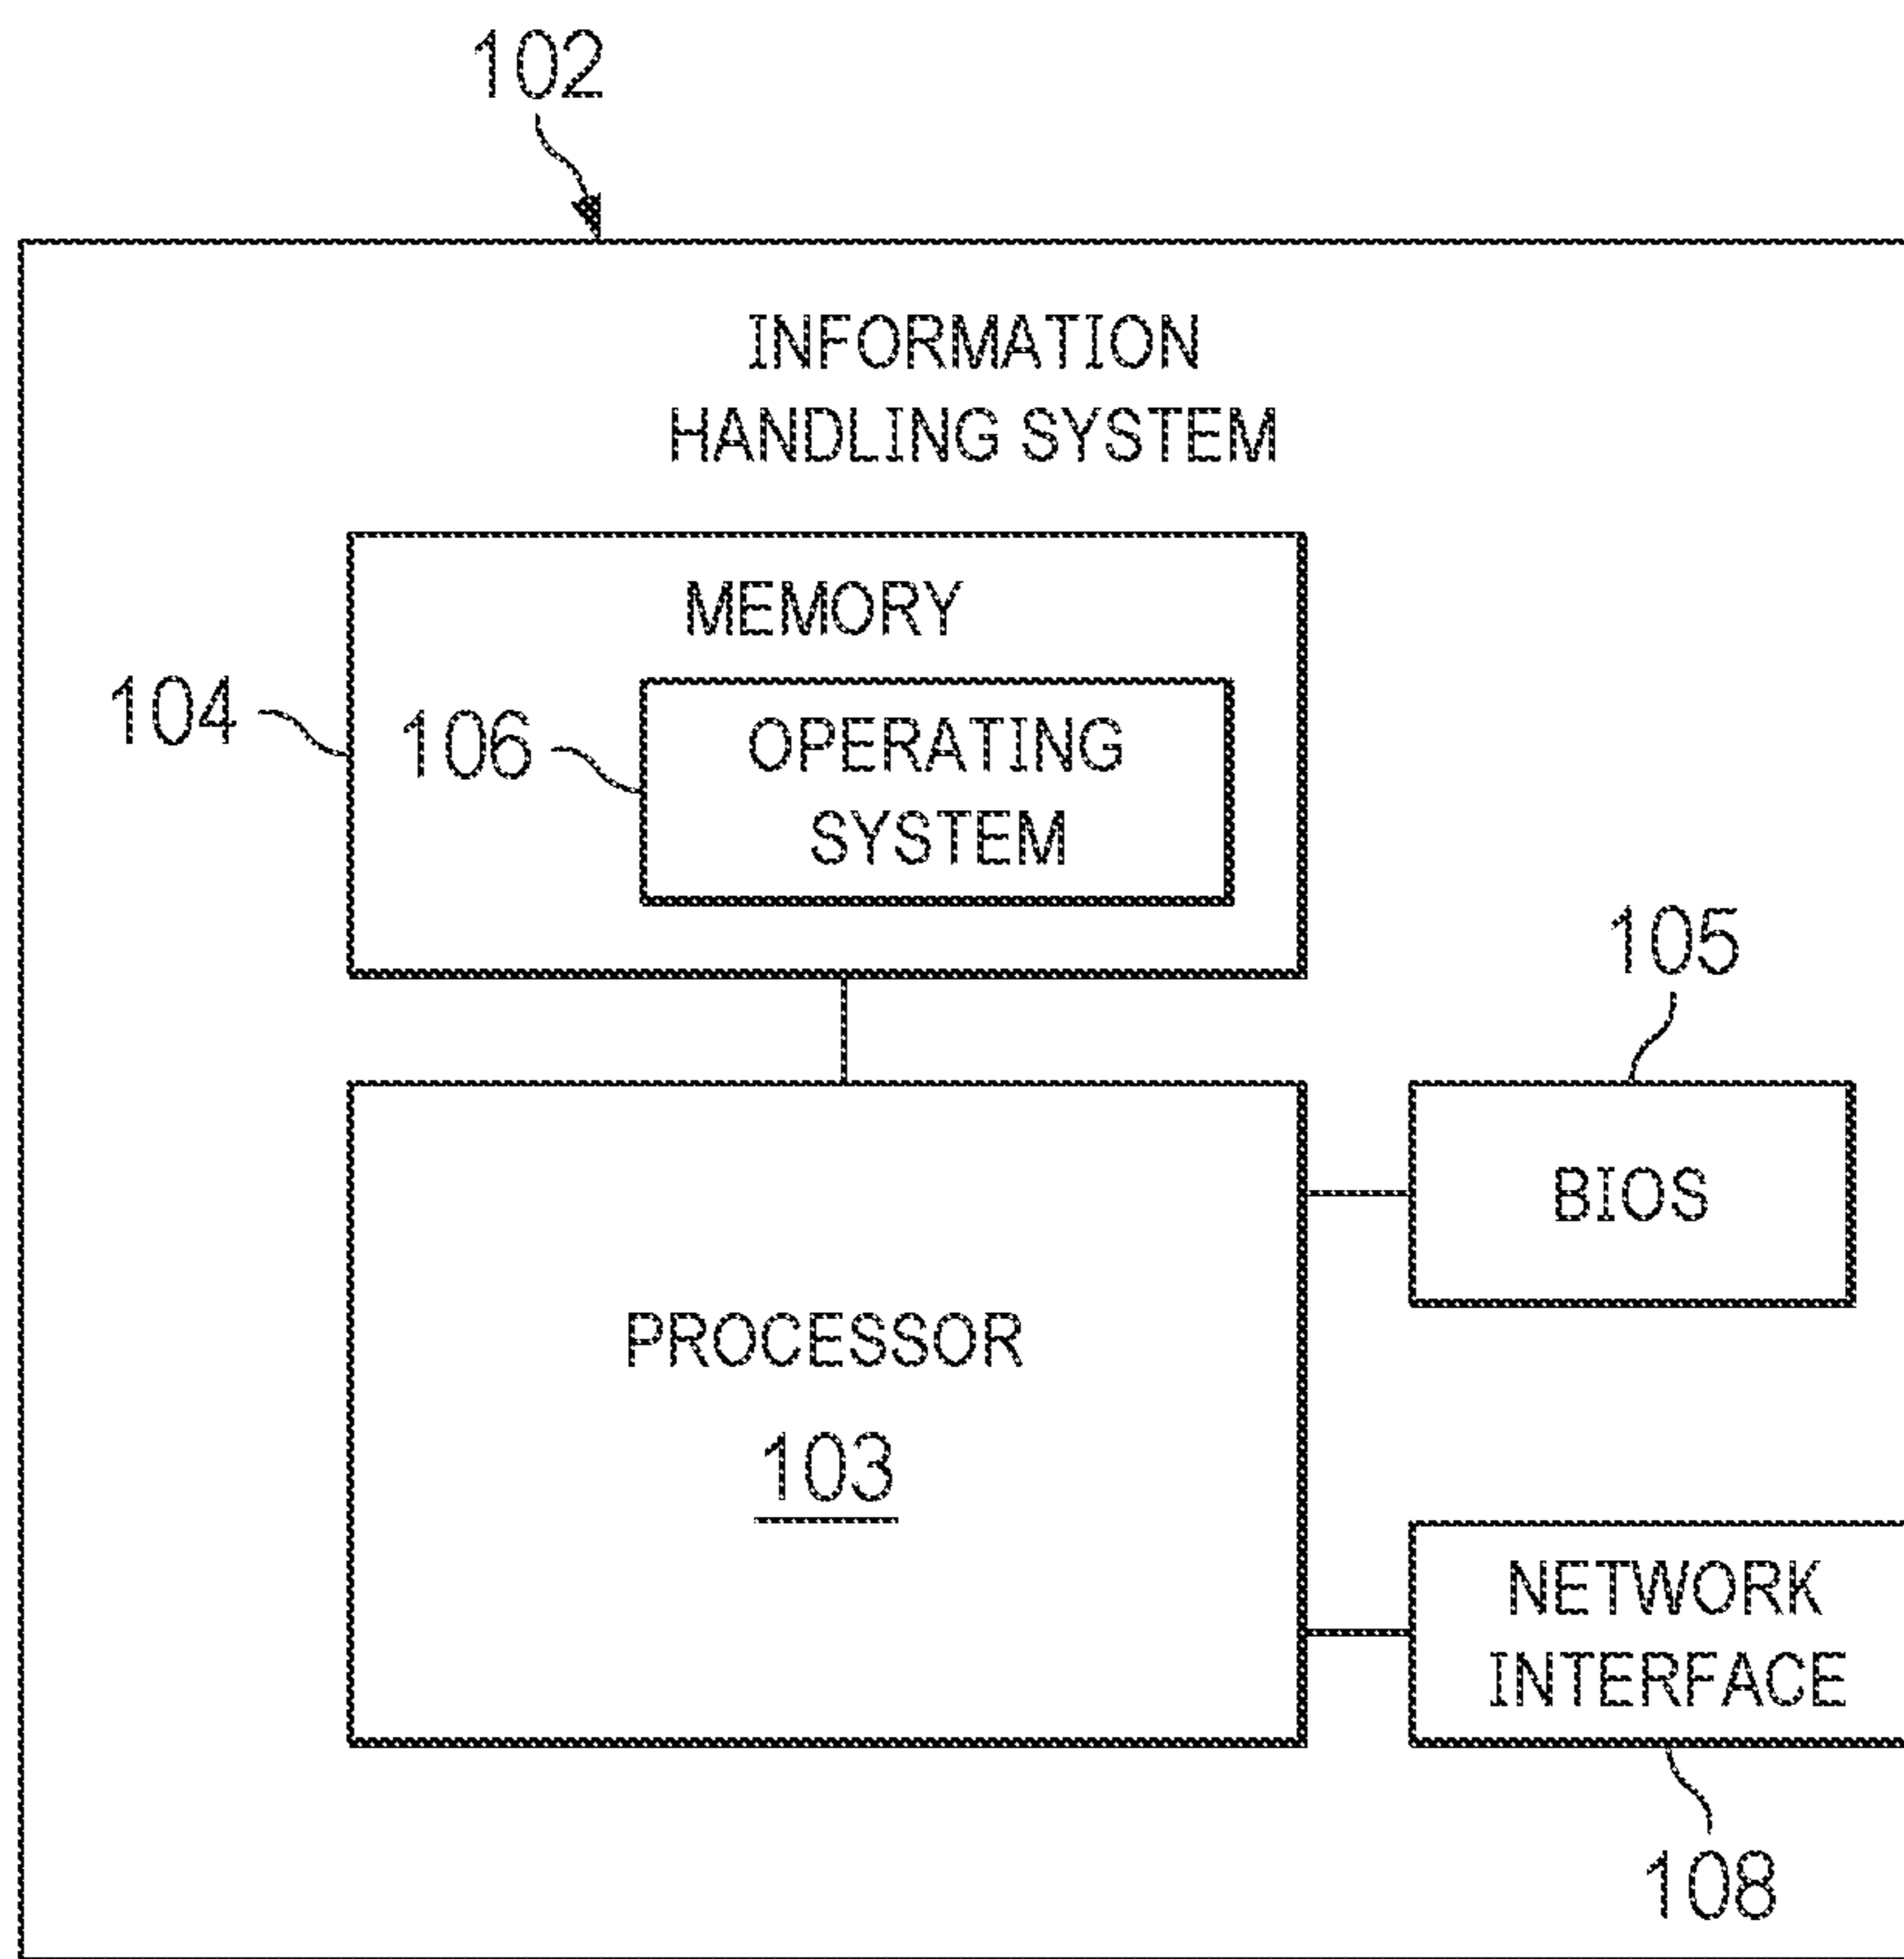 102
INFORMATION
HANDLING SYSTEM
MEMORY
104
106
OPERATING
SYSTEM
105
BIOS
PROCESSOR
103
NETWORK
INTERFACE
108